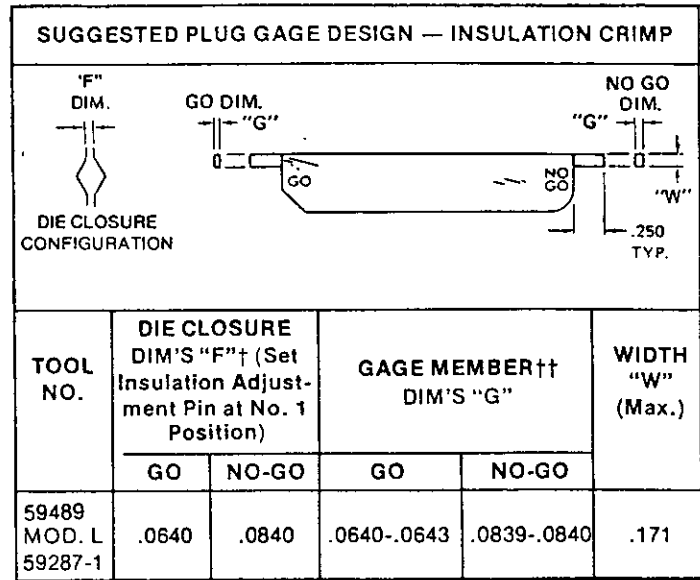 SUGGESTED PLUG GAGE DESIGN — INSULATION CRIMP
'F"
DIM.
GO DIM.
"G"
NO GO
DIM.
"G"
GO
NO
GO
"W"
DIE CLOSURE
CONFIGURATION
.250
TYP.
TOOL
NO.
DIE CLOSURE
DIM'S "F"† (Set
Insulation Adjust-
ment Pin at No. 1
Position)
GAGE MEMBER††
DIM'S "G"
WIDTH
"W"
(Max.)
GO
NO-GO
GO
NO-GO
59489
MOD. L
59287-1
.0640
.0840
.0640-.0643
.0839-.0840
.171